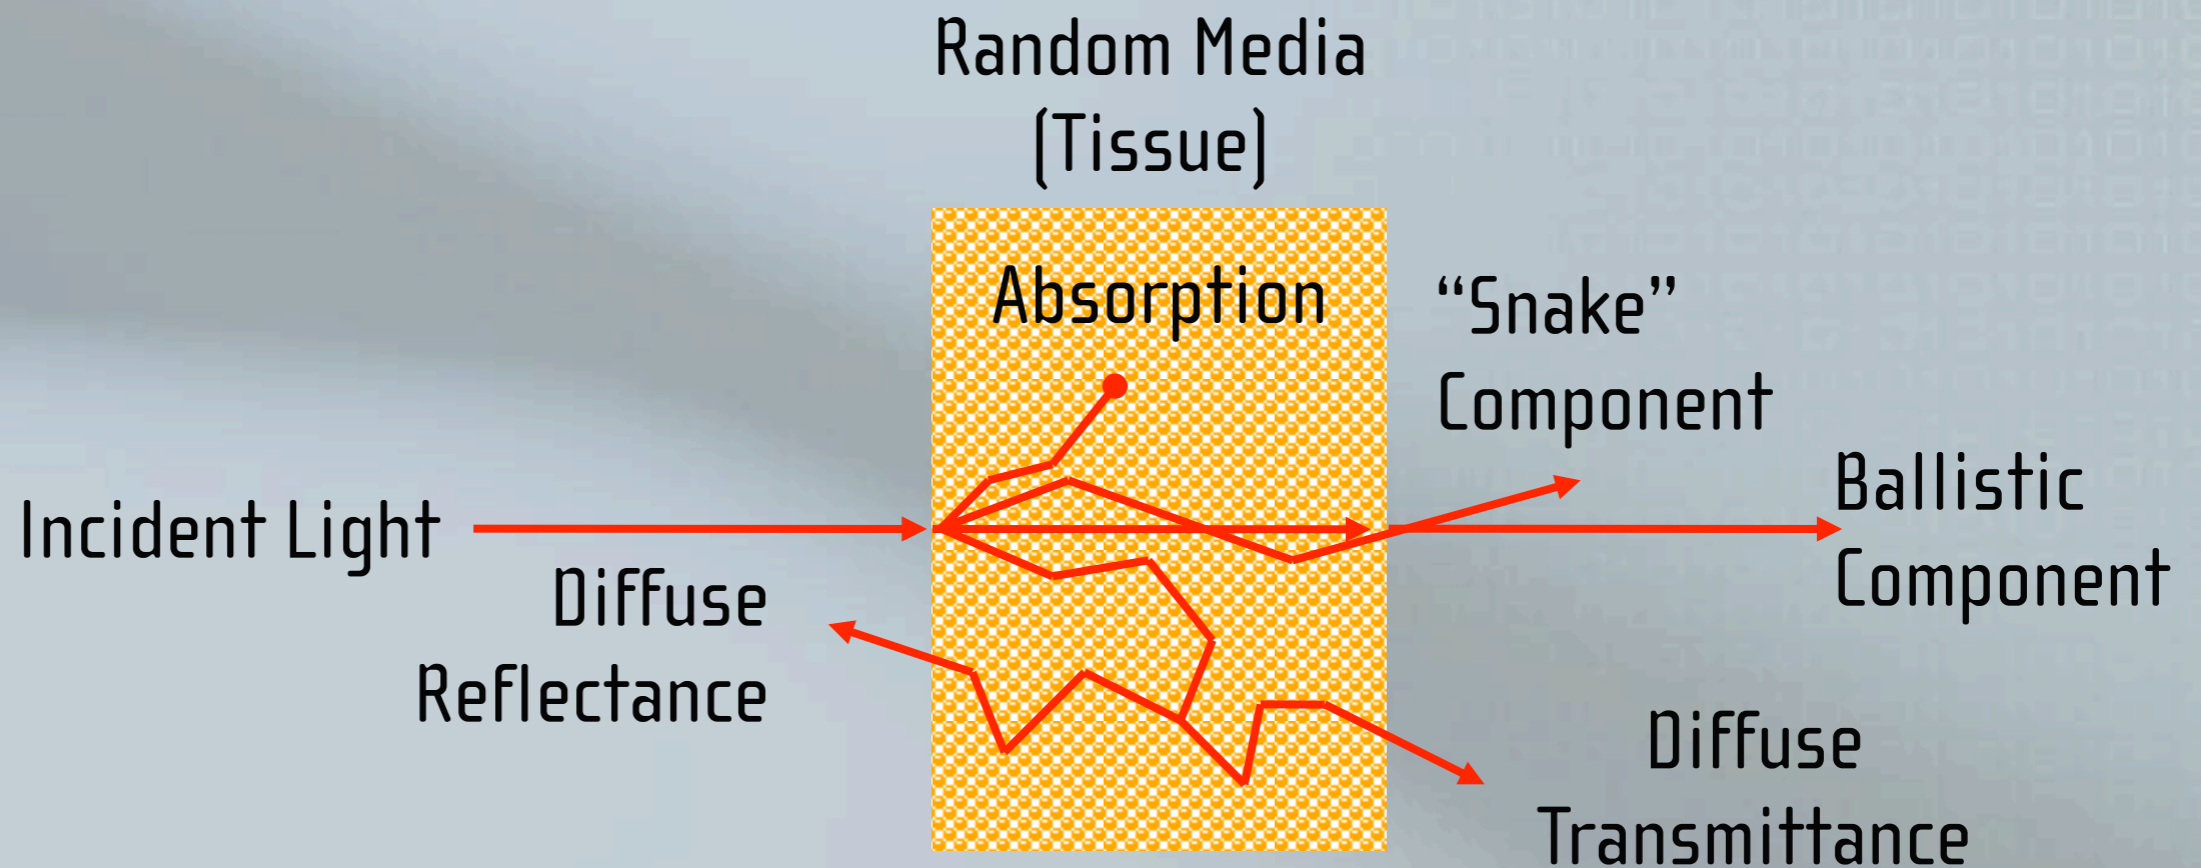 Random Media
(Tissue)
Absorption
“Snake”
Component
Ballistic
Component
Incident Light
Diffuse
Reflectance
Diffuse
Transmittance